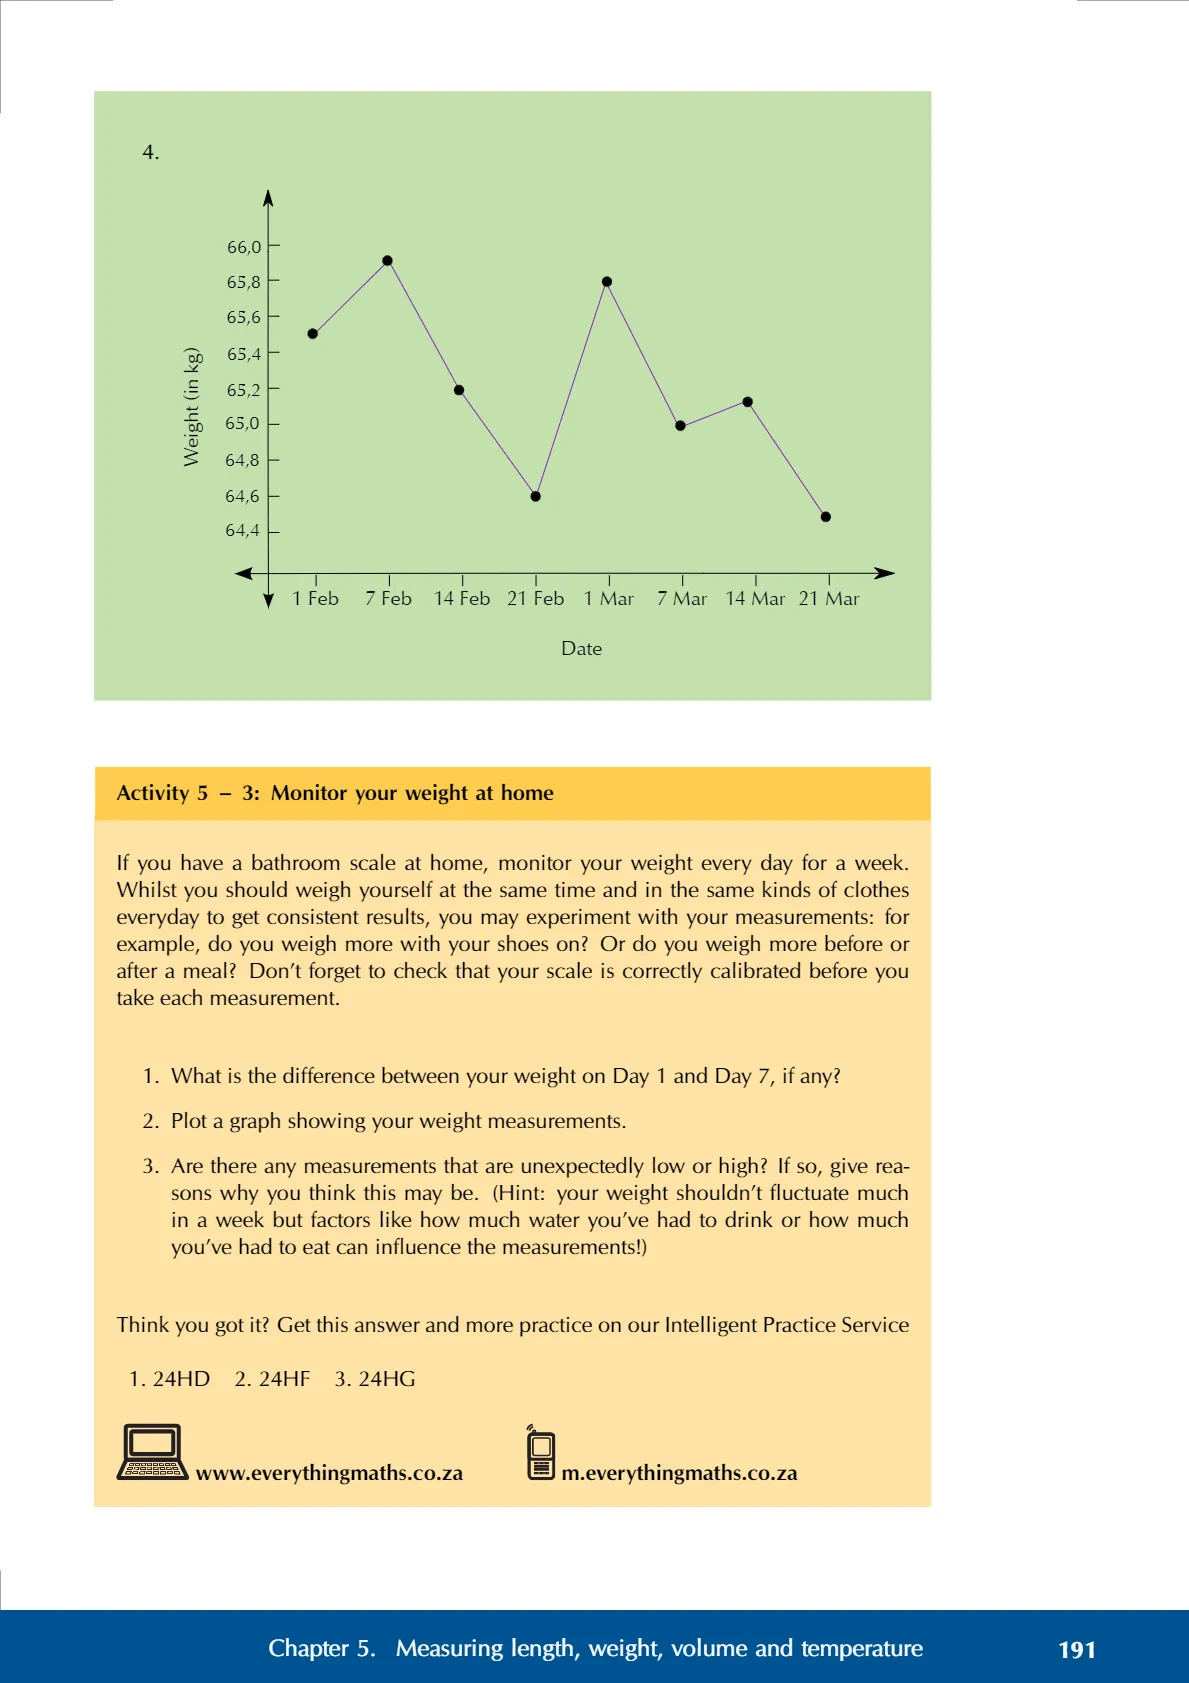 4.
66,0
65,8
65,6
65,4
65,2
65,0
64,8
64,6
64,4
Weight (in kg)
1 Feb 7 Feb 14 Feb 21 Feb 1 Mar 7 Mar 14 Mar 21 Mar
Date
Activity 5 – 3: Monitor your weight at home
If you have a bathroom scale at home, monitor your weight every day for a week.
Whilst you should weigh yourself at the same time and in the same kinds of clothes
everyday to get consistent results, you may experiment with your measurements: for
example, do you weigh more with your shoes on? Or do you weigh more before or
after a meal? Don't forget to check that your scale is correctly calibrated before you
take each measurement.
1. What is the difference between your weight on Day 1 and Day 7, if any?
2. Plot a graph showing your weight measurements.
3. Are there any measurements that are unexpectedly low or high? If so, give rea-
sons why you think this may be. (Hint: your weight shouldn't fluctuate much
in a week but factors like how much water you've had to drink or how much
you've had to eat can influence the measurements!)
Think you got it? Get this answer and more practice on our Intelligent Practice Service
1. 24HD 2. 24HF 3. 24HG
www.everythingmaths.co.za m.everythingmaths.co.za
Chapter 5. Measuring length, weight, volume and temperature 191